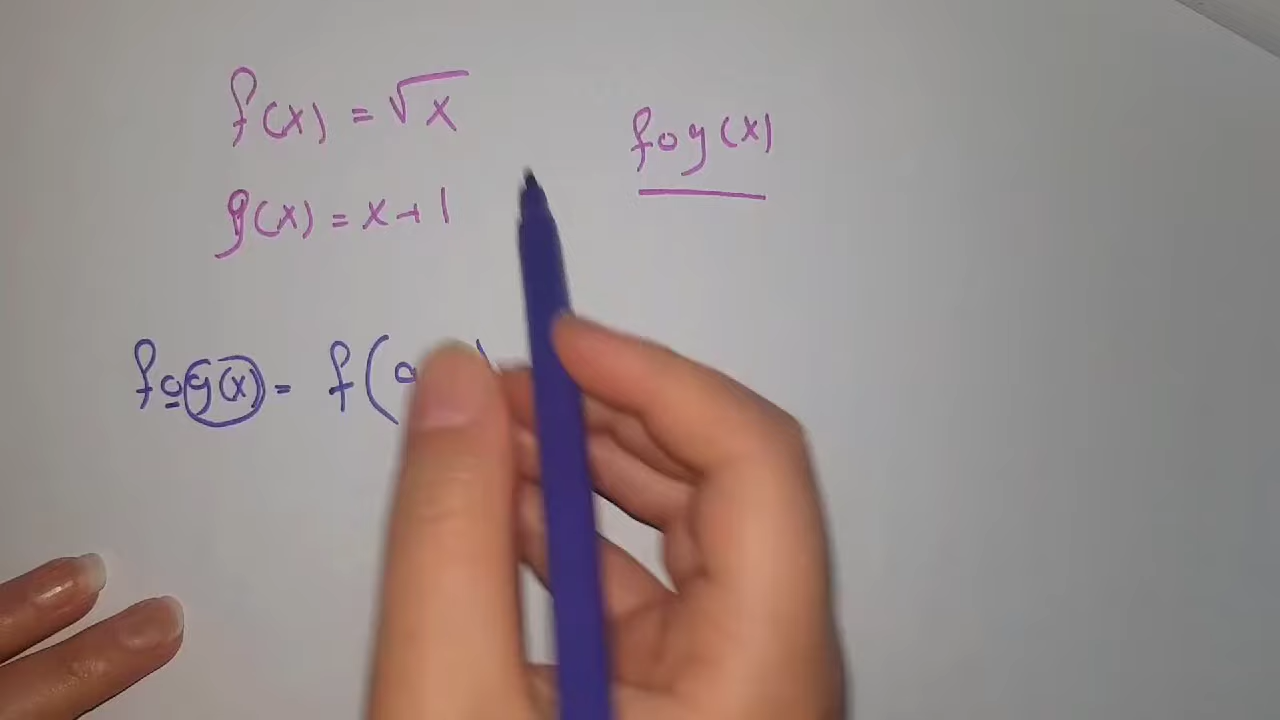 f(x) = √x
fog(x)
g(x) = x+1
fog(x) = f(